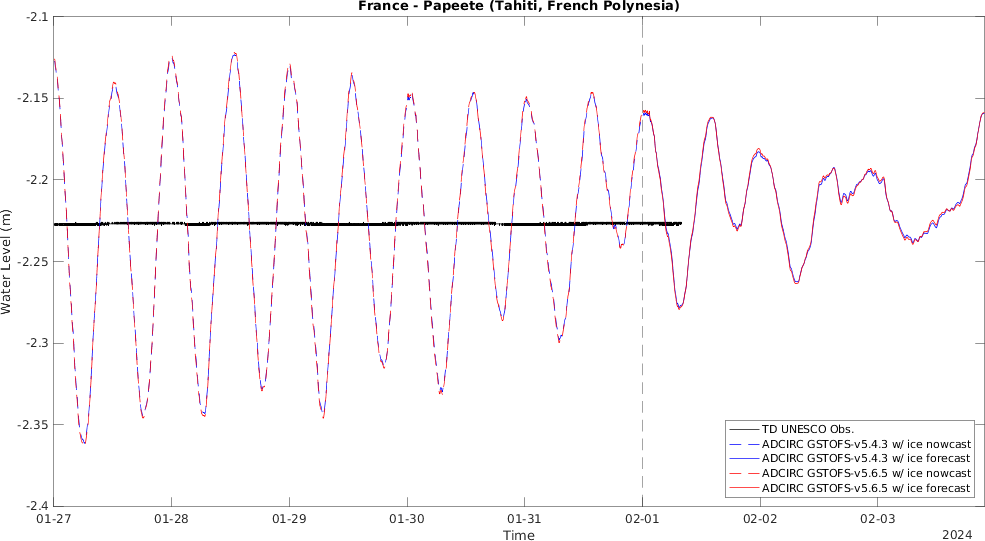 France - Papeete (Tahiti, French Polynesia)
Water Level (m)
-2.1
-2.15
-2.2
-2.25
-2.3
-2.35
-2.4
TD UNESCO Obs.
ADCIRC GSTOFS-v5.4.3 w/ ice nowcast
ADCIRC GSTOFS-v5.4.3 w/ ice forecast
ADCIRC GSTOFS-v5.6.5 w/ ice nowcast
ADCIRC GSTOFS-v5.6.5 w/ ice forecast
01-27 01-28 01-29 01-30 01-31 02-01 02-02 02-03
Time
2024